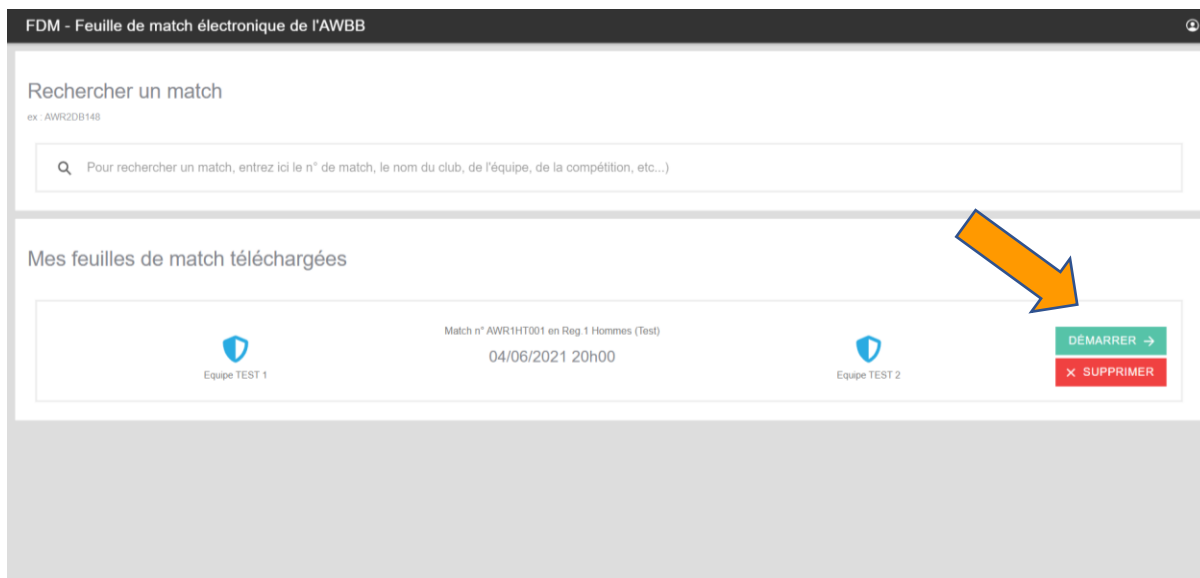 FDM - Feuille de match électronique de l'AWBB
Rechercher un match
ex : AWR2DB148
Pour rechercher un match, entrez ici le n° de match, le nom du club, de l'équipe, de la compétition, etc...)
Mes feuilles de match téléchargées
Match n° AWR1HT001 en Reg.1 Hommes (Test)
04/06/2021 20h00
Equipe TEST 1
Equipe TEST 2
DÉMARRER →
× SUPPRIMER